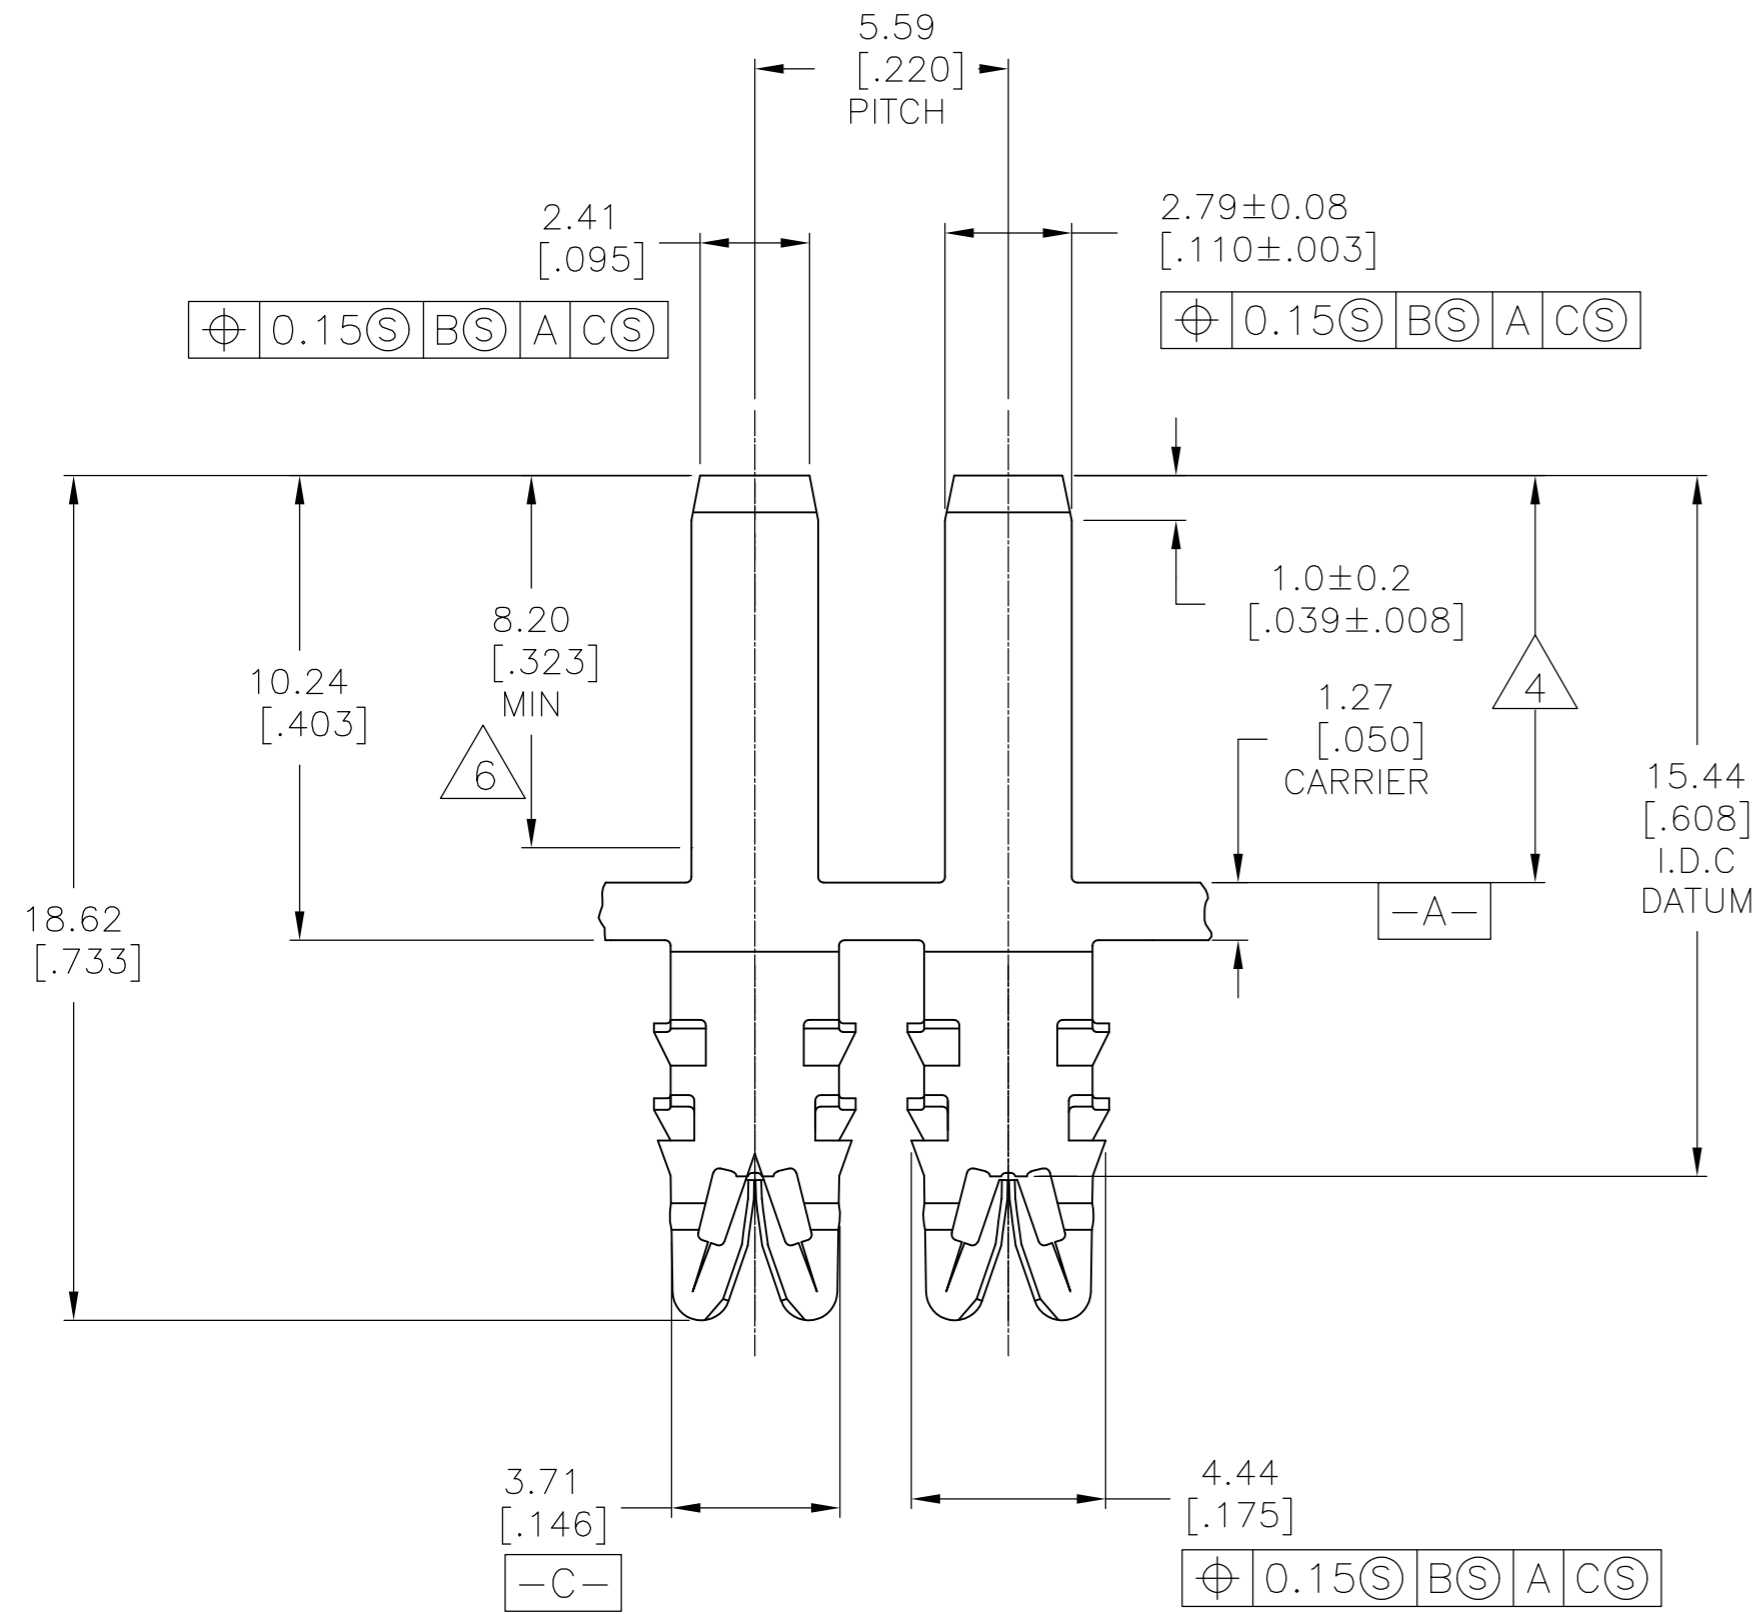 5.59
[.220]
PITCH
2.41
[.095]
⌖ 0.15Ⓢ BⓈ A CⓈ
2.79±0.08
[.110±.003]
⌖ 0.15Ⓢ BⓈ A CⓈ
1.0±0.2
[.039±.008]
8.20
[.323]
MIN
6
10.24
[.403]
4
1.27
[.050]
CARRIER
15.44
[.608]
I.D.C
DATUM
-A-
18.62
[.733]
3.71
[.146]
-C-
4.44
[.175]
⌖ 0.15Ⓢ BⓈ A CⓈ